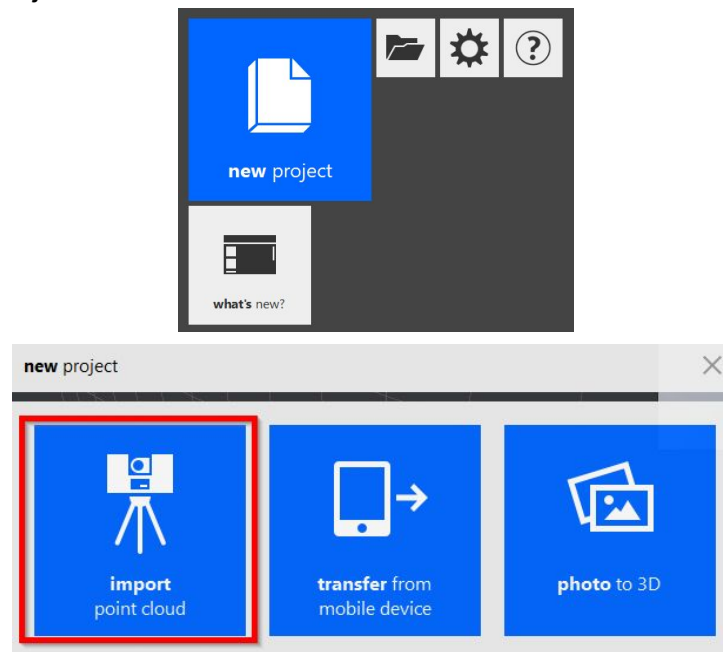 new project
what's new?
new project
import
point cloud
transfer from
mobile device
photo to 3D